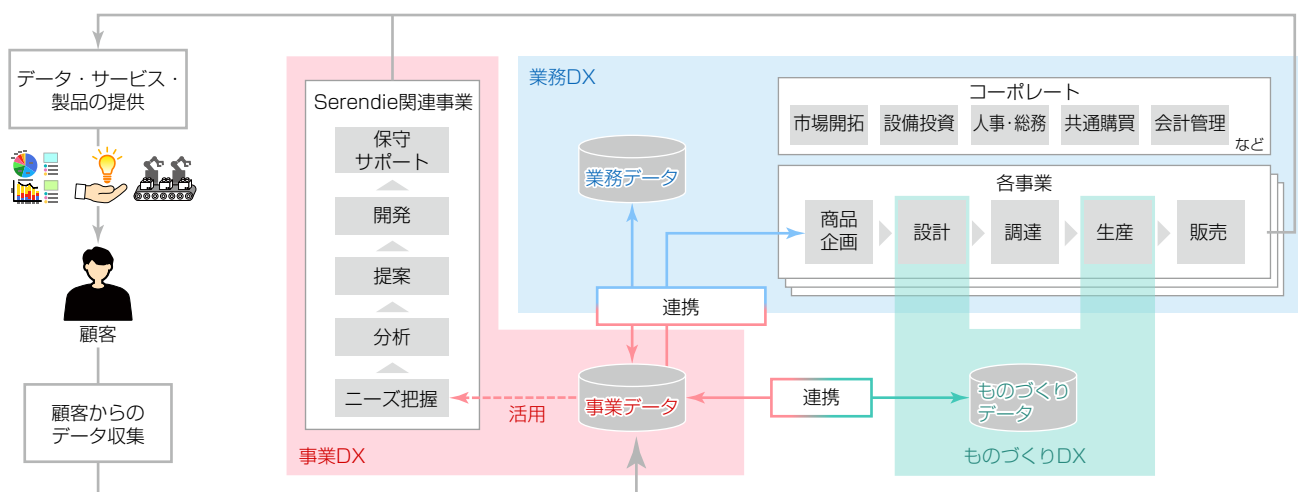 データ・サービス・
製品の提供
顧客
顧客からの
データ収集
Serendie関連事業
保守
サポート
開発
提案
分析
ニーズ把握
事業DX
活用
事業データ
連携
業務DX
業務データ
コーポレート
市場開拓
設備投資
人事・総務
共通購買
会計管理
など
各事業
商品
企画
設計
調達
生産
販売
連携
ものづくり
データ
ものづくりDX